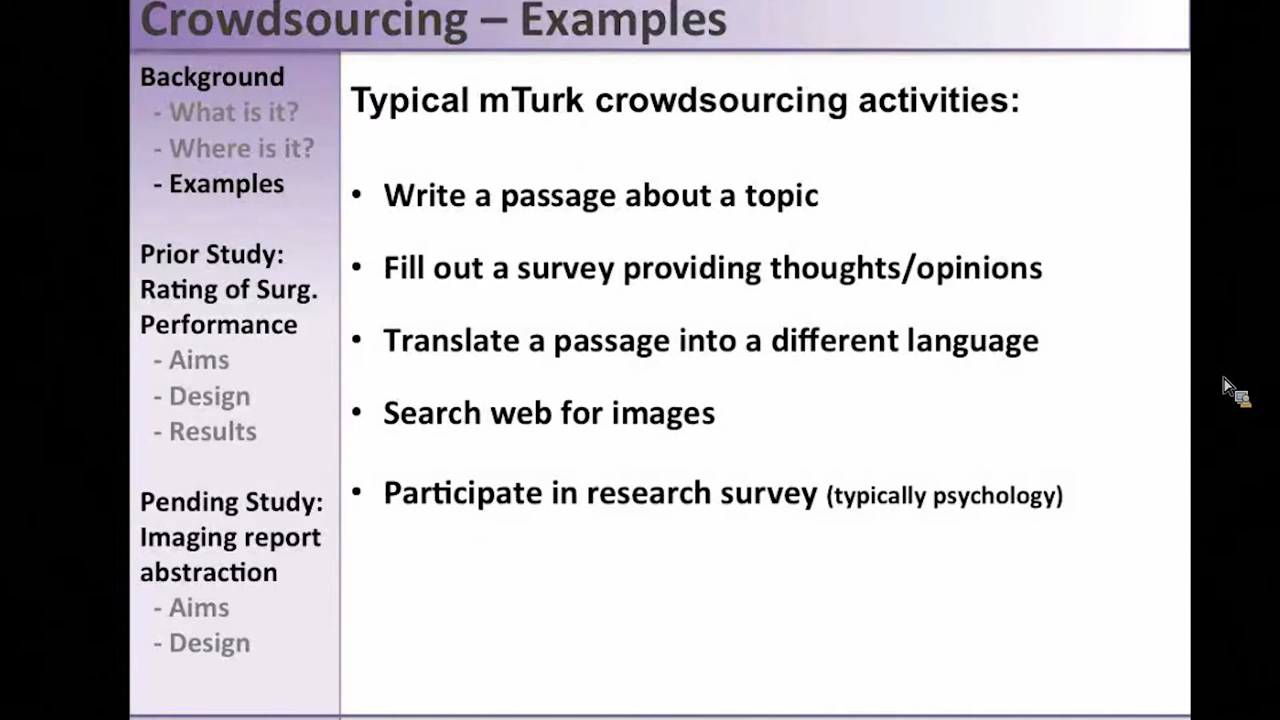 Crowdsourcing – Examples
Background
- What is it?
- Where is it?
- Examples
Prior Study:
Rating of Surg.
Performance
- Aims
- Design
- Results
Pending Study:
Imaging report
abstraction
- Aims
- Design
Typical mTurk crowdsourcing activities:
• Write a passage about a topic
• Fill out a survey providing thoughts/opinions
• Translate a passage into a different language
• Search web for images
• Participate in research survey (typically psychology)